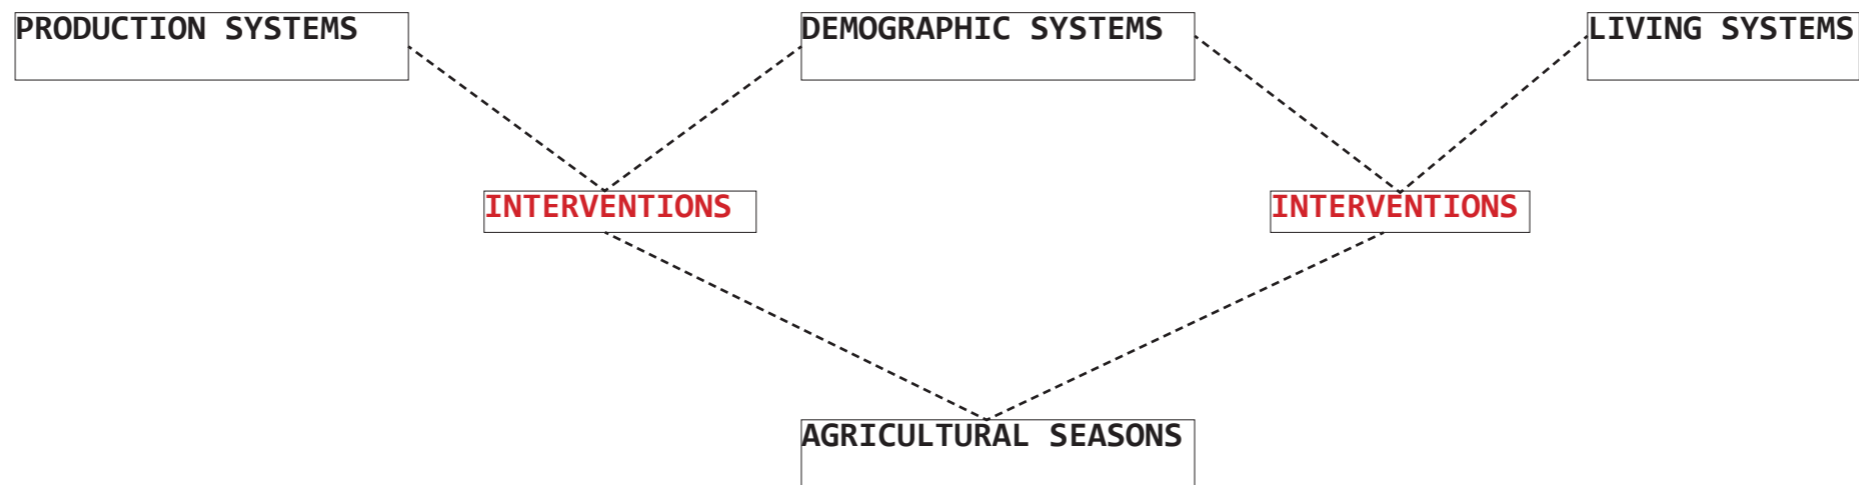 PRODUCTION SYSTEMS
DEMOGRAPHIC SYSTEMS
LIVING SYSTEMS
INTERVENTIONS
INTERVENTIONS
AGRICULTURAL SEASONS